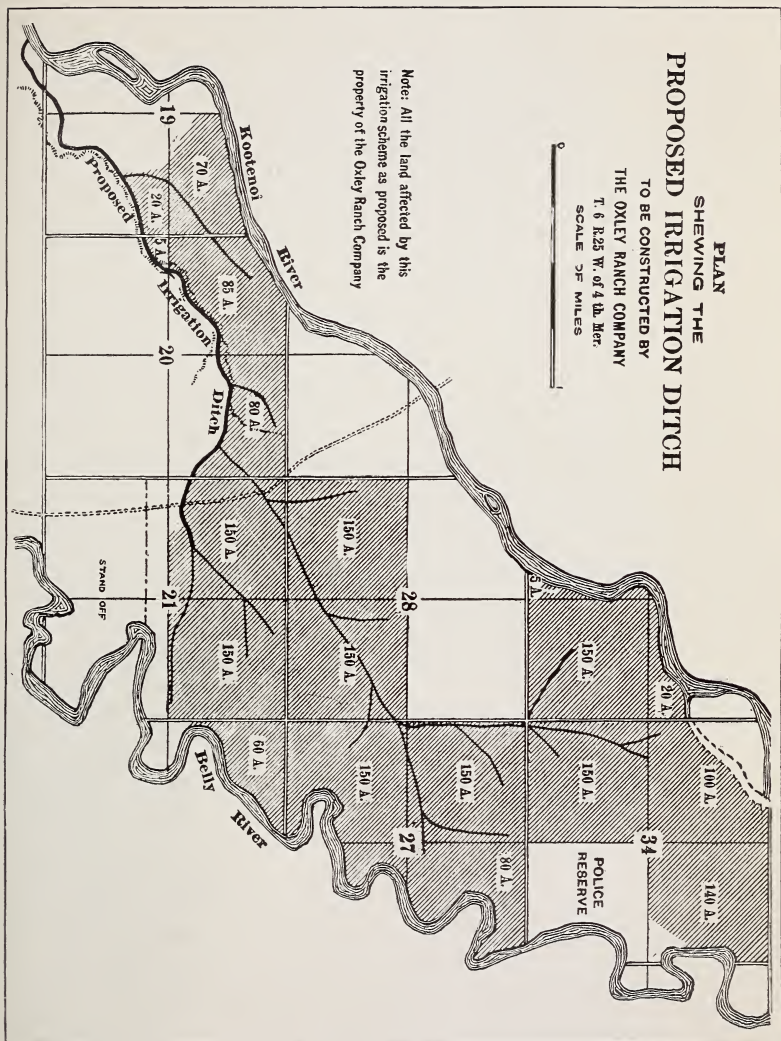 PLAN
SHEWING THE
PROPOSED IRRIGATION DITCH
TO BE CONSTRUCTED BY
THE OXLEY RANCH COMPANY
T. 6 R.25 W. of 4 th. Mer.
SCALE OF MILES
0
1
Note: All the land affected by this
irrigation scheme as proposed is the
property of the Oxley Ranch Company
Kootenoi River
19
70 A.
20 A.
5 A.
Proposed Irrigation Ditch
85 A.
20
80 A.
150 A.
150 A.
28
5 A.
150 A.
20 A.
100 A.
STAND OFF
21
150 A.
150 A.
60 A.
150 A.
150 A.
150 A.
34
140 A.
Belly River
27
80 A.
POLICE
RESERVE